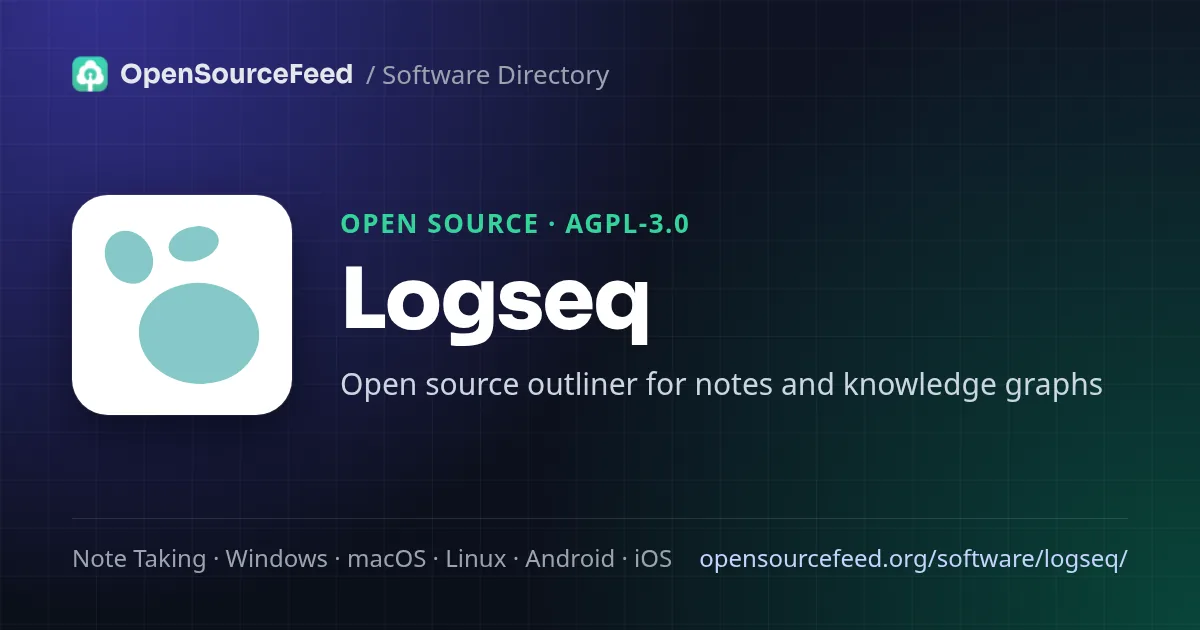 OpenSourceFeed / Software Directory
OPEN SOURCE · AGPL-3.0
Logseq
Open source outliner for notes and knowledge graphs
Note Taking · Windows · macOS · Linux · Android · iOS opensourcefeed.org/software/logseq/